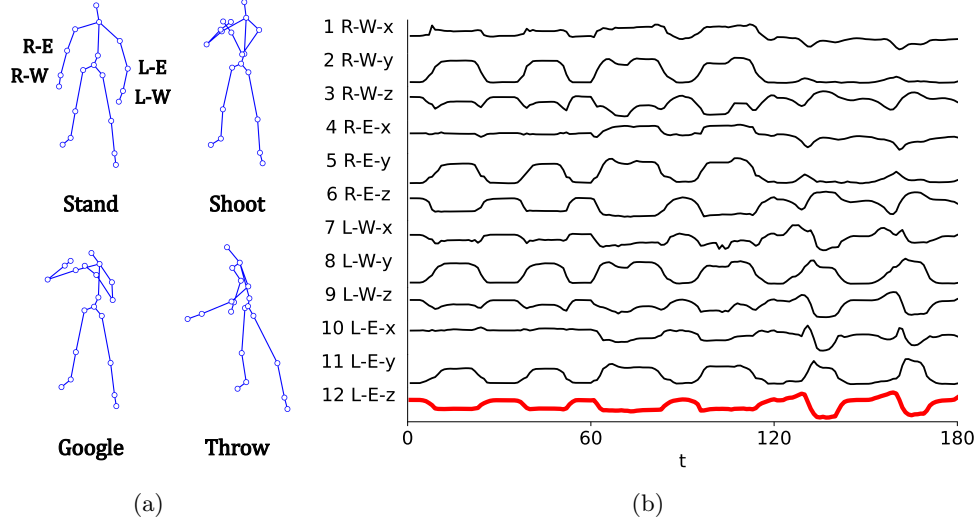 R-E
R-W
L-E
L-W
Stand
Shoot
Google
Throw
(a)
1 R-W-x
2 R-W-y
3 R-W-z
4 R-E-x
5 R-E-y
6 R-E-z
7 L-W-x
8 L-W-y
9 L-W-z
10 L-E-x
11 L-E-y
12 L-E-z
0 60 120 180
t
(b)